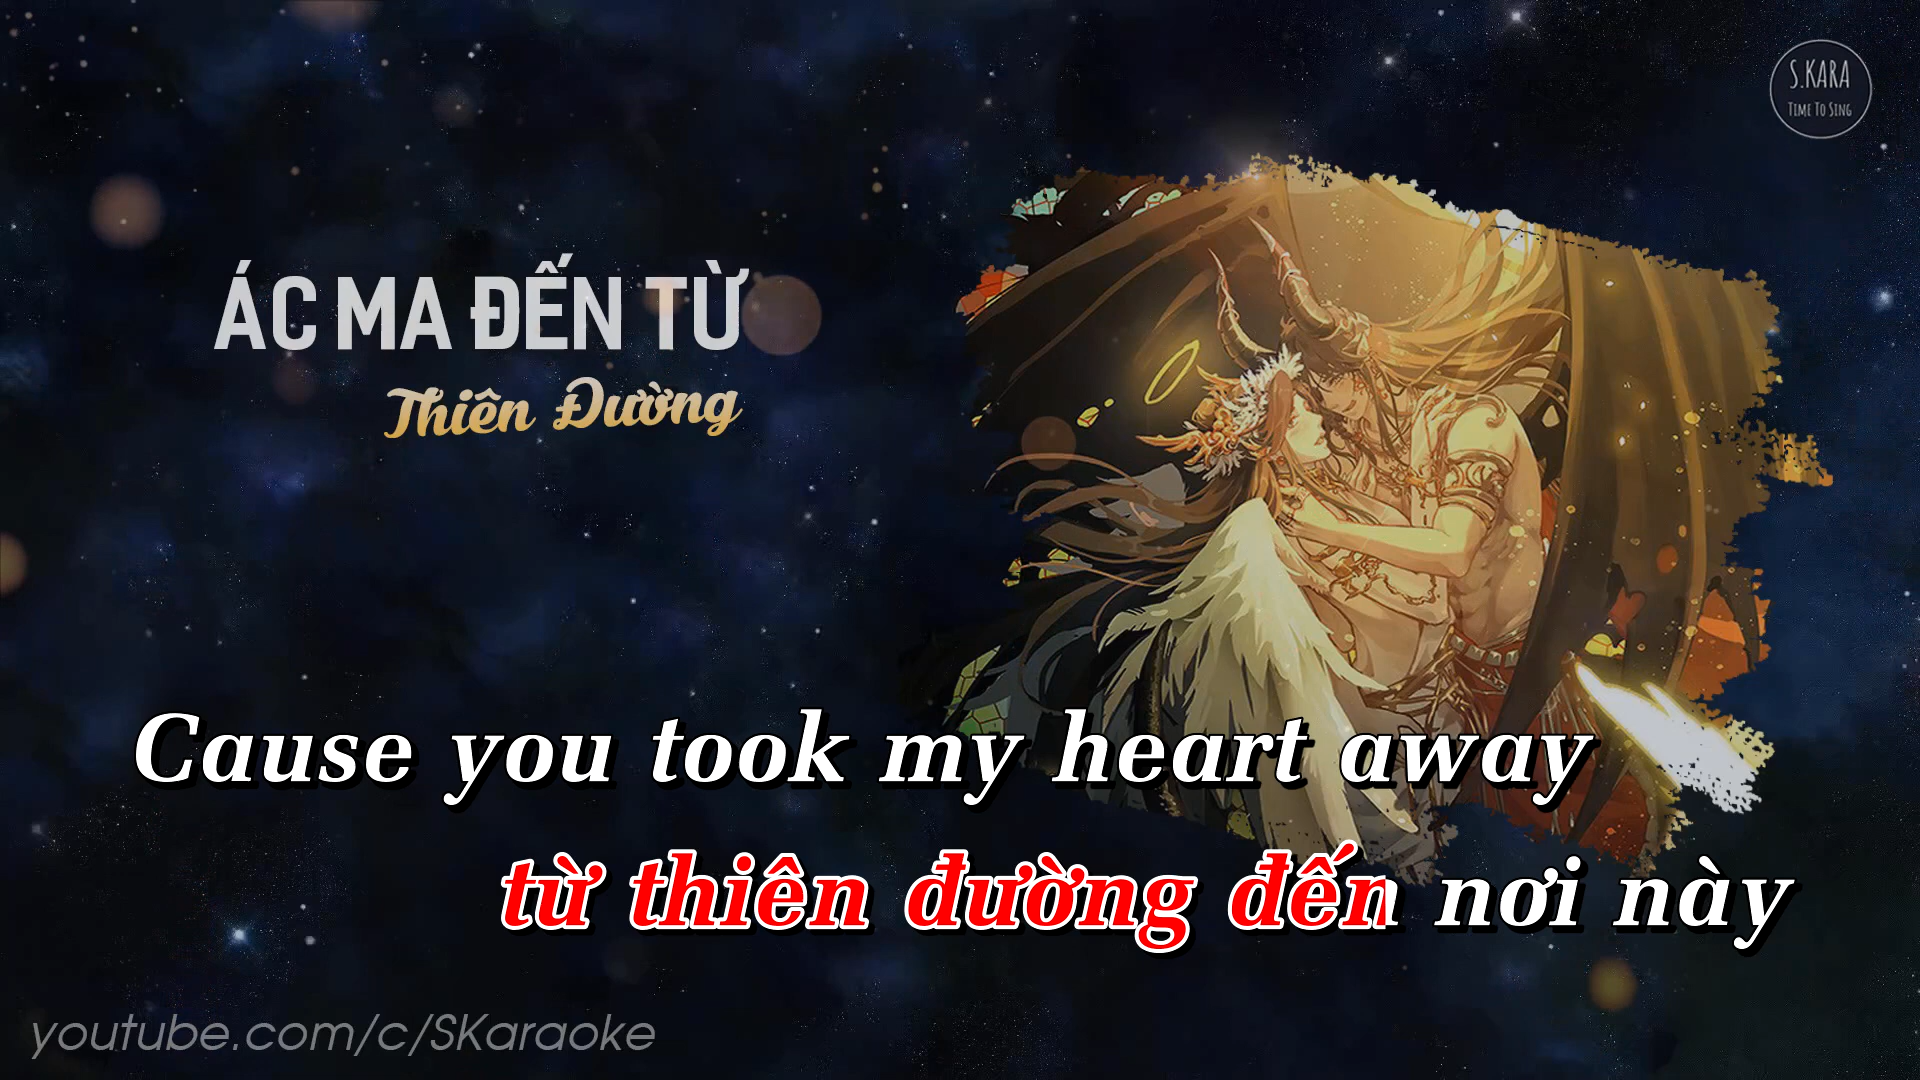 S.KARA
TIME TO SING
ÁC MA ĐẾN TỪ
Thiên Đường
Cause you took my heart away
từ thiên đường đến nơi này
youtube.com/c/SKaraoke